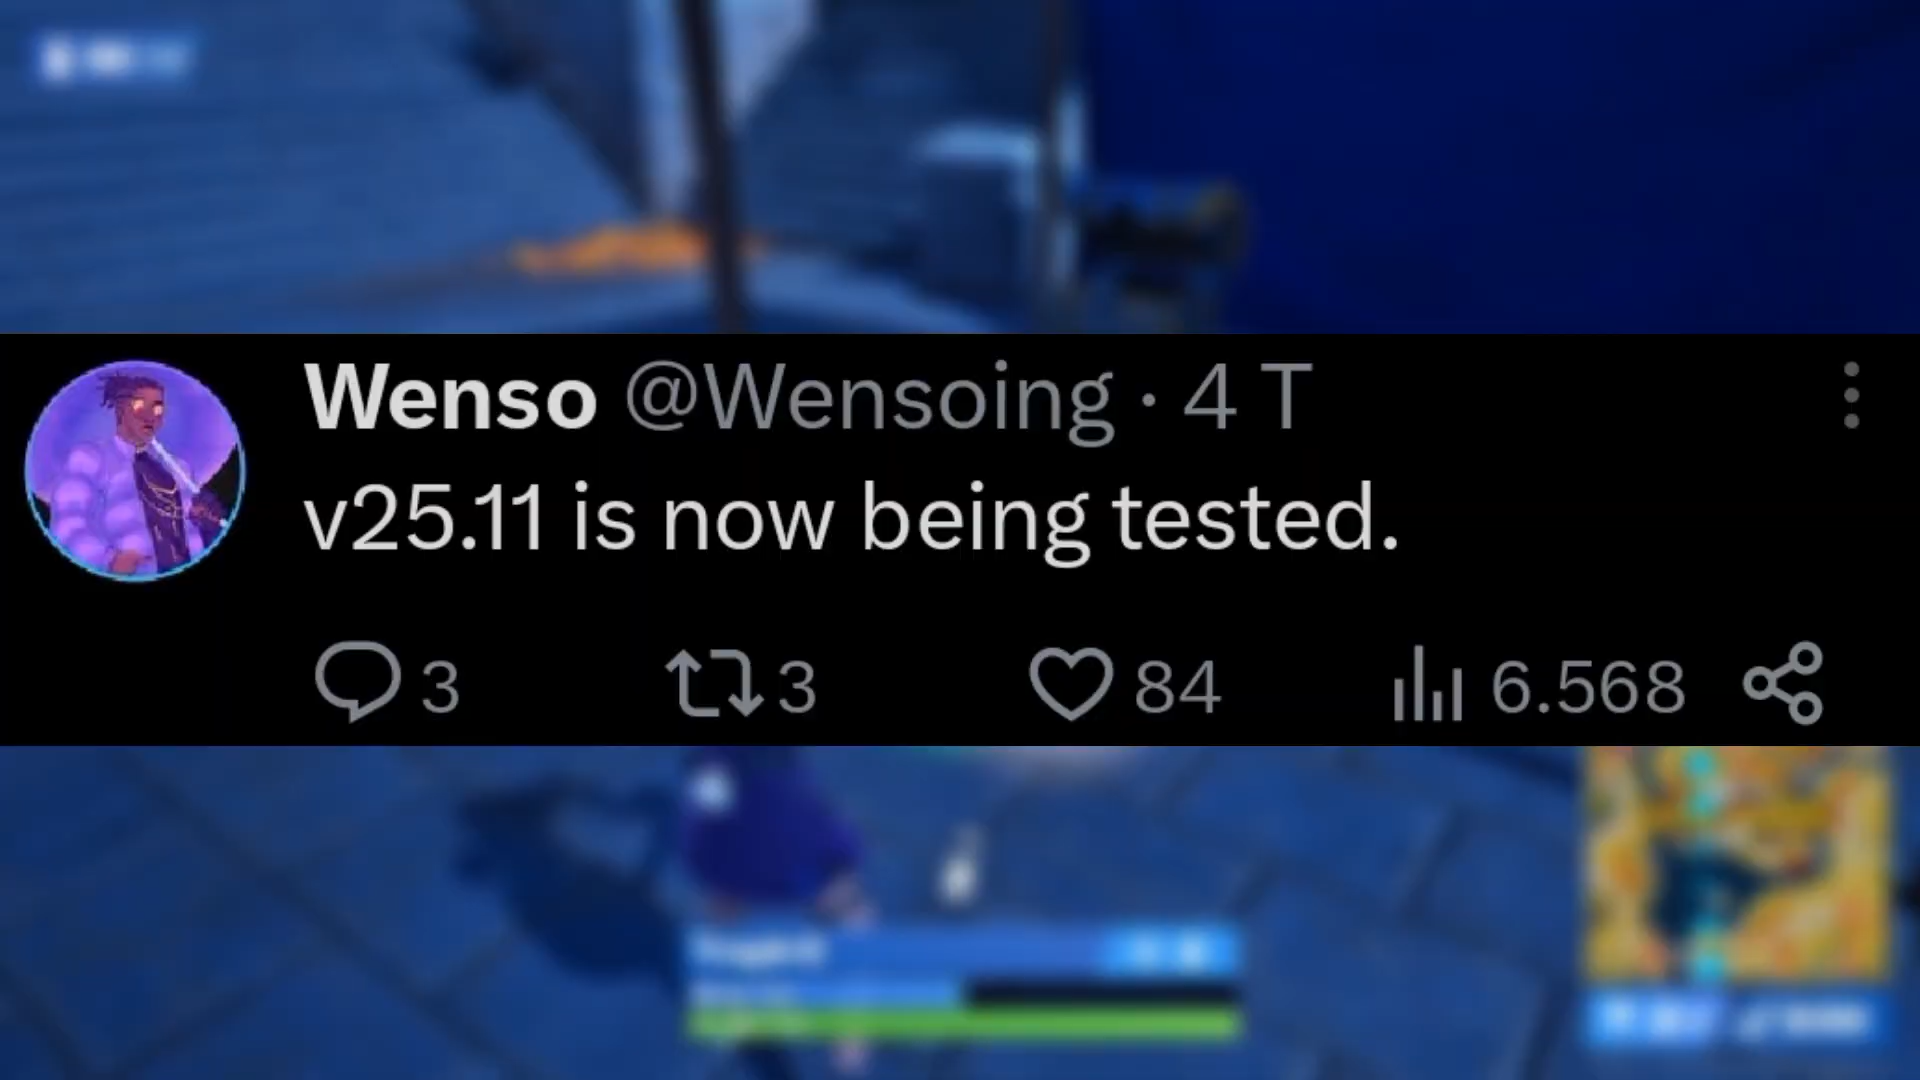 Wenso @Wensoing · 4 T
v25.11 is now being tested.
3 3 84 6.568